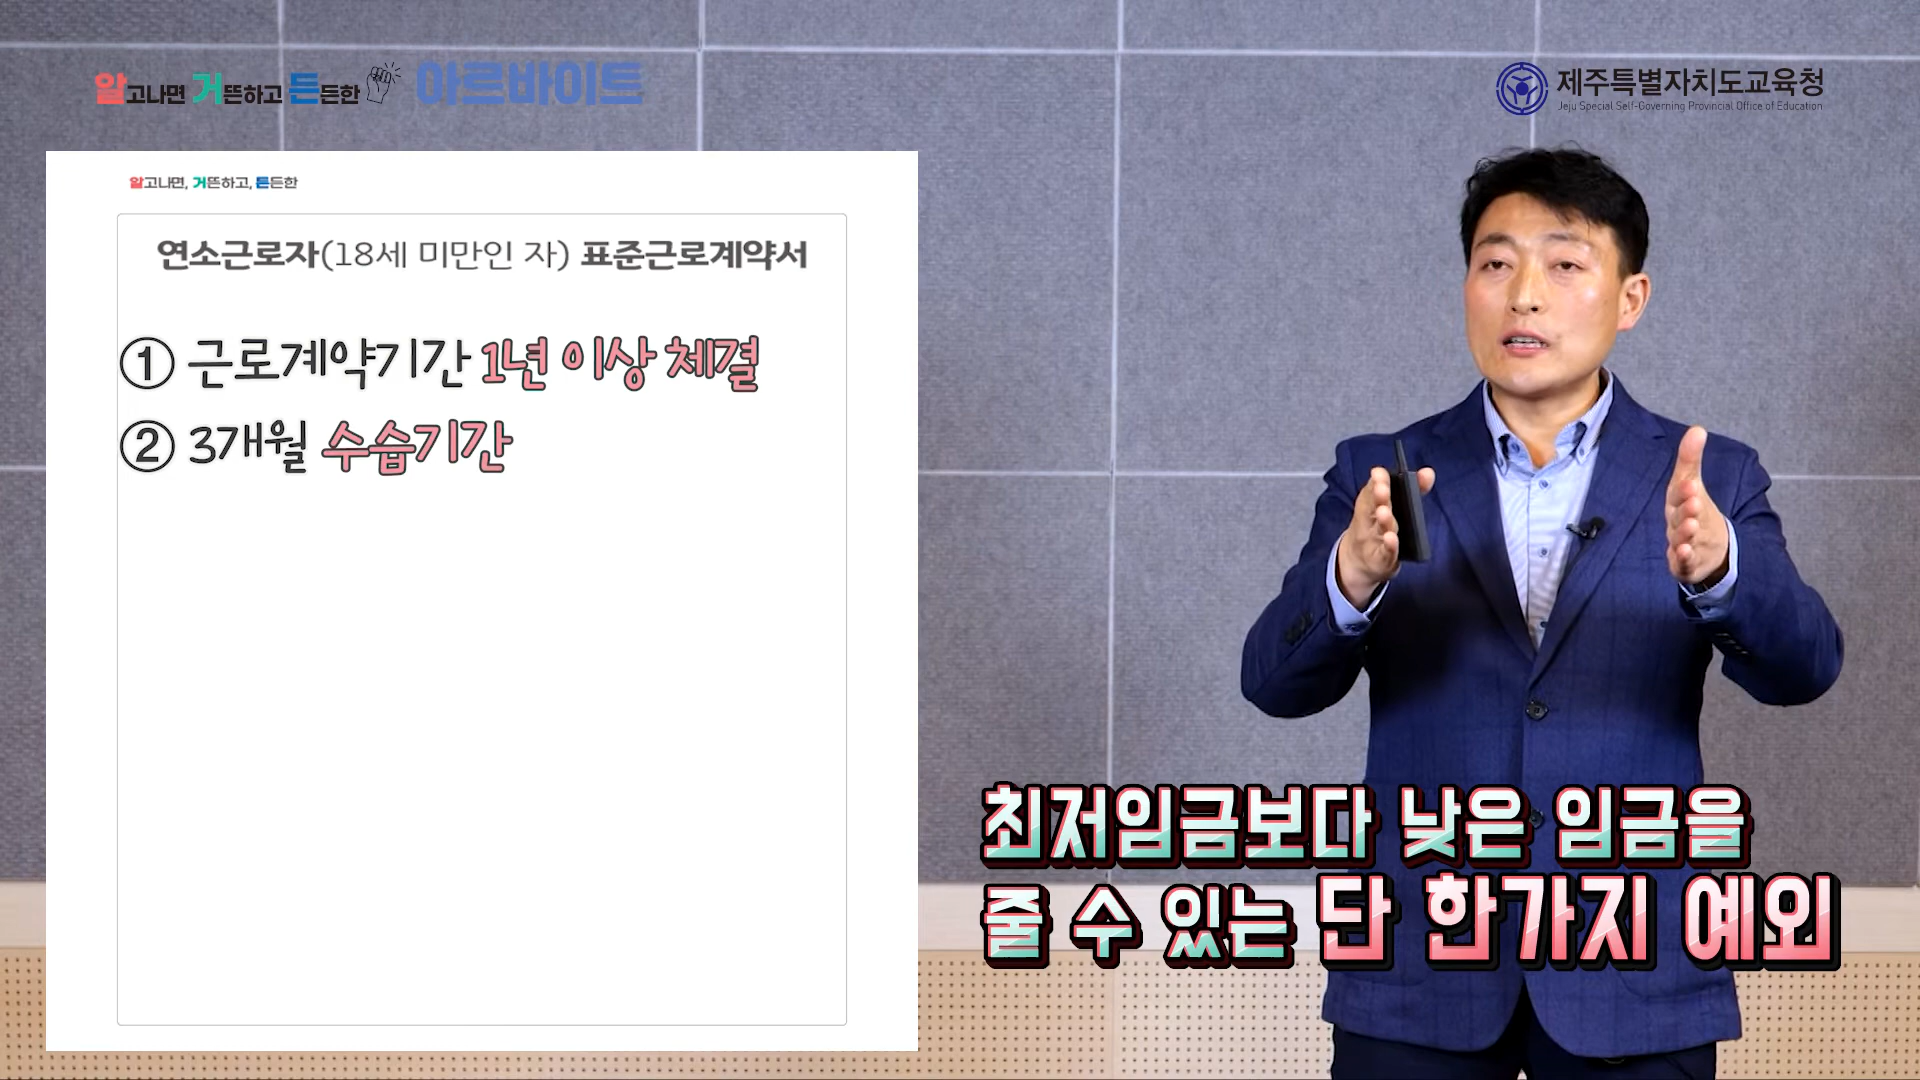 알고나면 거뜬하고 든든한 아르바이트
제주특별자치도교육청
Jeju Special Self-Governing Provincial Office of Education
알고나면, 거뜬하고, 든든한
연소근로자(18세 미만인 자) 표준근로계약서
① 근로계약기간 1년 이상 체결
② 3개월 수습기간
최저임금보다 낮은 임금을
줄 수 있는 단 한가지 예외